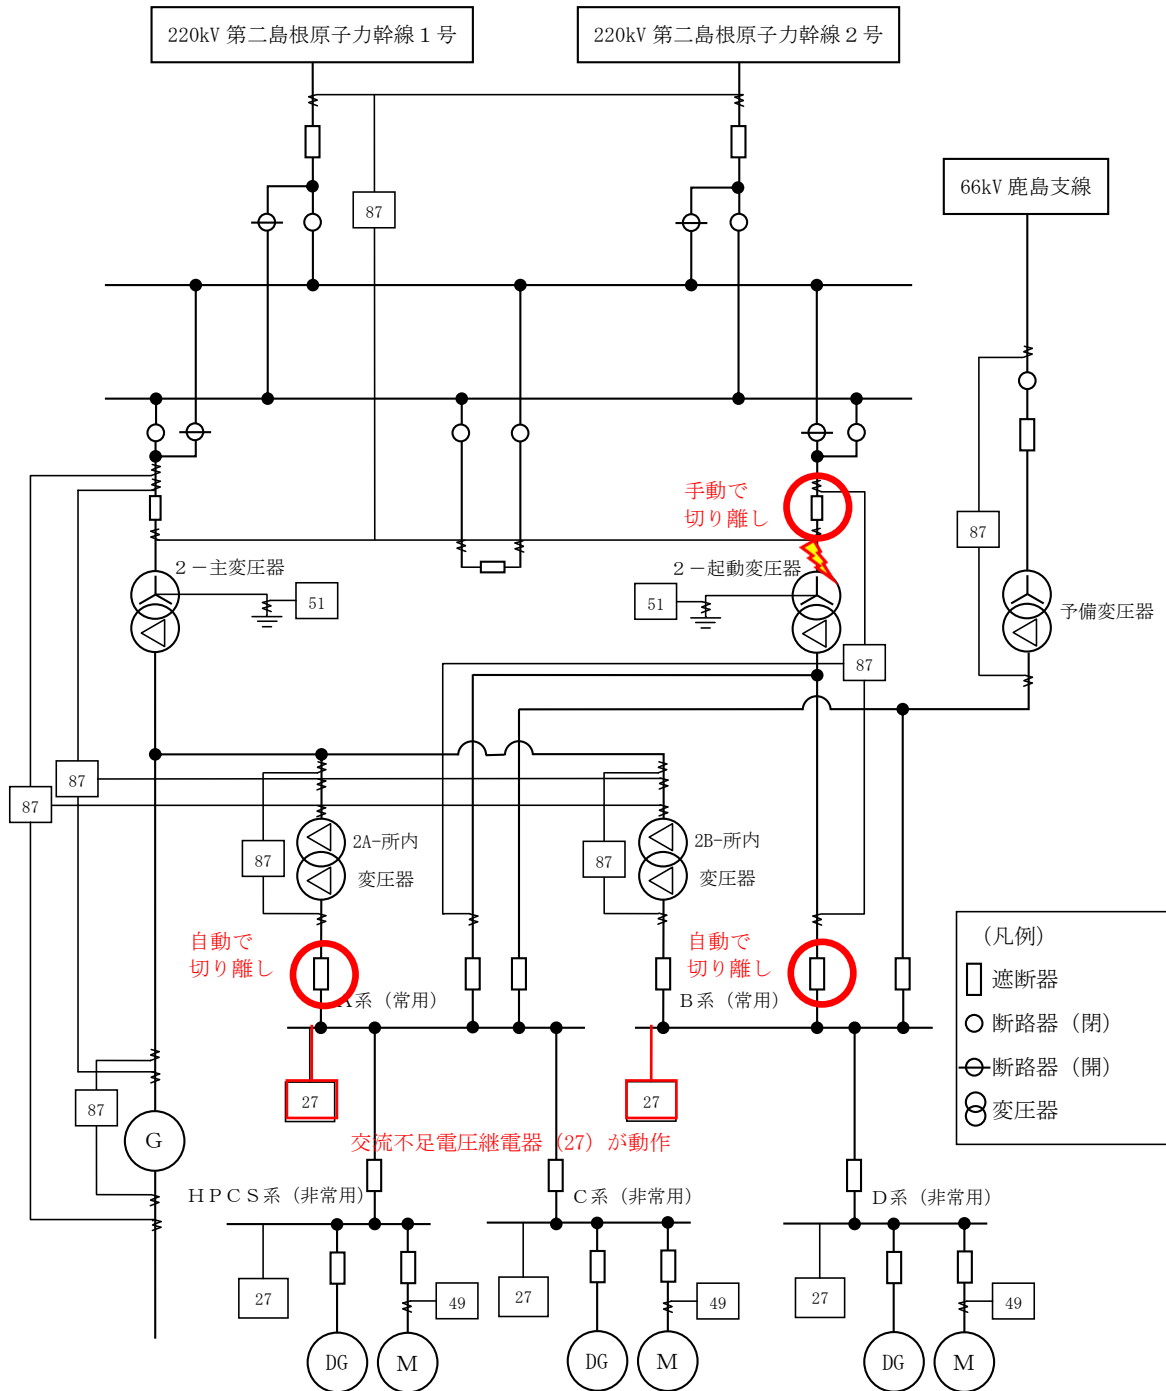 220kV 第二島根原子力幹線１号
220kV 第二島根原子力幹線２号
66kV 鹿島支線
87
手動で
切り離し
87
２－主変圧器
51
２－起動変圧器
51
予備変圧器
87
87
87
2A-所内
変圧器
87
2B-所内
変圧器
87
自動で
切り離し
自動で
切り離し
A系（常用）
B系（常用）
（凡例）
遮断器
断路器（閉）
断路器（開）
変圧器
27
27
87
G
交流不足電圧継電器（27）が動作
ＨＰＣＳ系（非常用）
Ｃ系（非常用）
Ｄ系（非常用）
27
49
27
49
27
49
DG
M
DG
M
DG
M